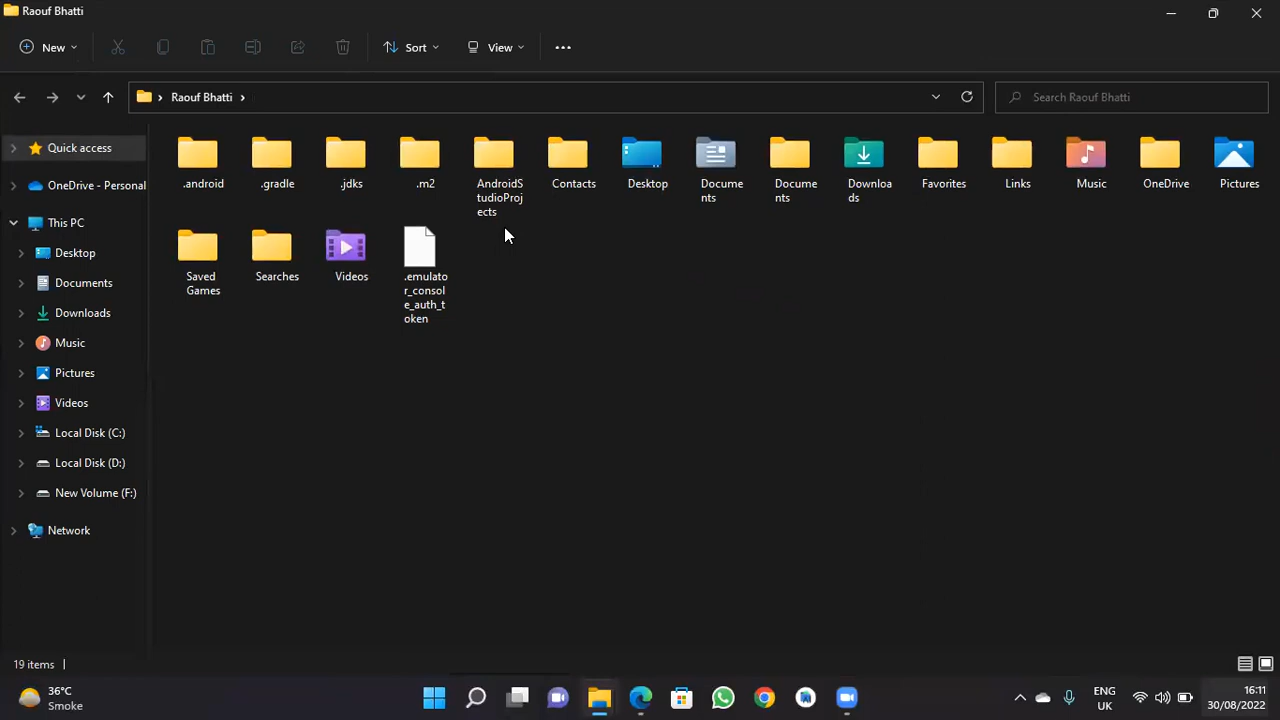 Raouf Bhatti
New
Sort
View
Raouf Bhatti
Search Raouf Bhatti
Quick access
OneDrive - Personal
This PC
Desktop
Documents
Downloads
Music
Pictures
Videos
Local Disk (C:)
Local Disk (D:)
New Volume (F:)
Network
.android
.gradle
.jdks
.m2
AndroidS
tudioProj
ects
Contacts
Desktop
Docume
nts
Docume
nts
Downloa
ds
Favorites
Links
Music
OneDrive
Pictures
Saved
Games
Searches
Videos
.emulato
r_consol
e_auth_t
oken
19 items
36°C
Smoke
ENG
UK
16:11
30/08/2022